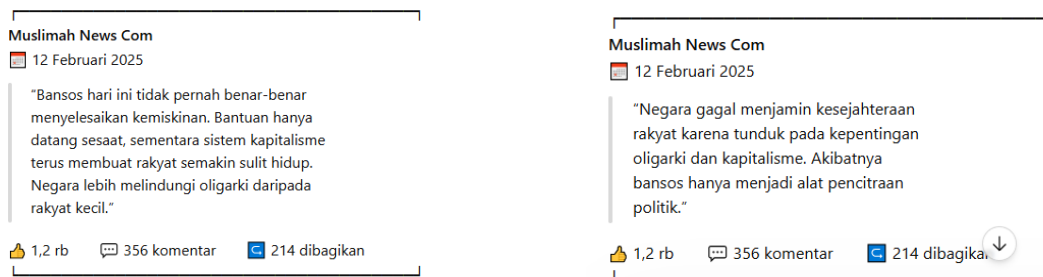 Muslimah News Com
12 Februari 2025
“Bansos hari ini tidak pernah benar-benar
menyelesaikan kemiskinan. Bantuan hanya
datang sesaat, sementara sistem kapitalisme
terus membuat rakyat semakin sulit hidup.
Negara lebih melindungi oligarki daripada
rakyat kecil.”
1,2 rb 356 komentar 214 dibagikan
Muslimah News Com
12 Februari 2025
“Negara gagal menjamin kesejahteraan
rakyat karena tunduk pada kepentingan
oligarki dan kapitalisme. Akibatnya
bansos hanya menjadi alat pencitraan
politik.”
1,2 rb 356 komentar 214 dibagika